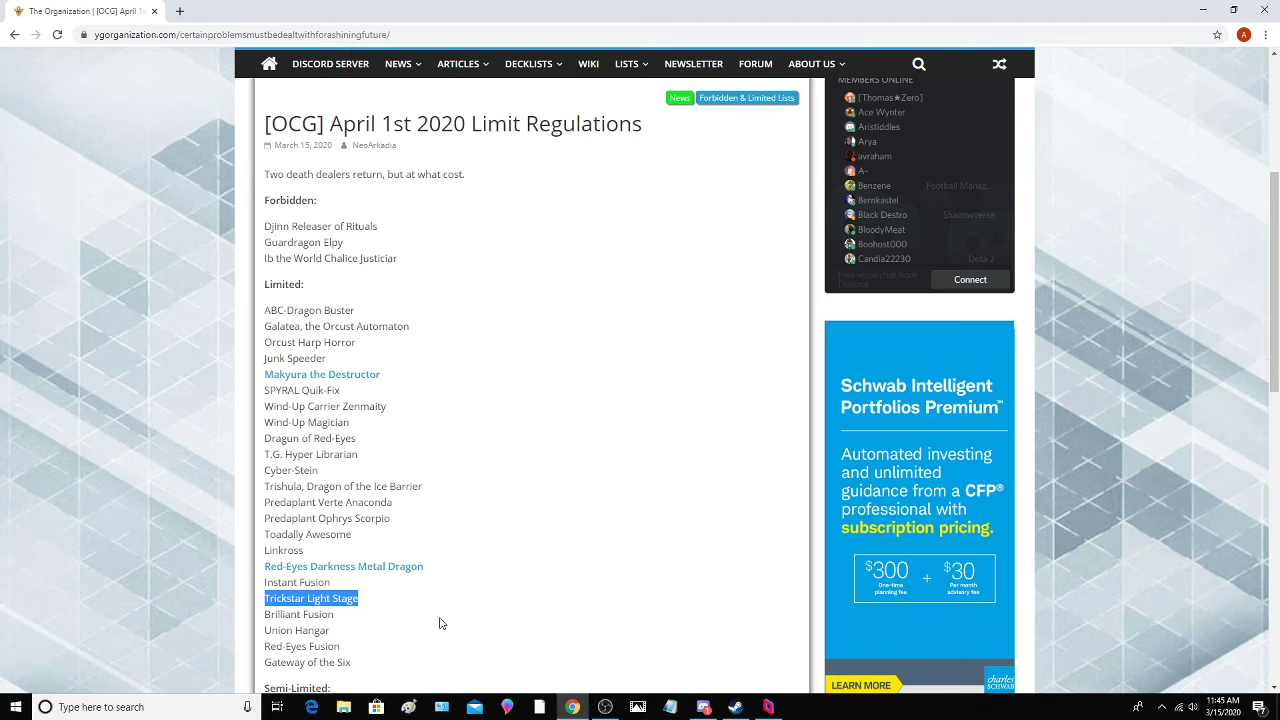 Domination | [OCG] April 1s
ygorganization.com/certainproblemsmustbedealtwithforashiningfuture/
A
DISCORD SERVER NEWS ARTICLES DECKLISTS WIKI LISTS NEWSLETTER FORUM ABOUT US
News Forbidden & Limited Lists
[OCG] April 1st 2020 Limit Regulations
March 15, 2020 NeoArkadia
Two death dealers return, but at what cost.
Forbidden:
Djinn Releaser of Rituals
Guardragon Elpy
Ib the World Chalice Justiciar
Limited:
ABC-Dragon Buster
Galatea, the Orcust Automaton
Orcust Harp Horror
Junk Speeder
Makyura the Destructor
SPYRAL Quik-Fix
Wind-Up Carrier Zenmaity
Wind-Up Magician
Dragun of Red-Eyes
T.G. Hyper Librarian
Cyber-Stein
Trishula, Dragon of the Ice Barrier
Predaplant Verte Anaconda
Predaplant Ophrys Scorpio
Toadally Awesome
Linkross
Red-Eyes Darkness Metal Dragon
Instant Fusion
Trickstar Light Stage
Brilliant Fusion
Union Hangar
Red-Eyes Fusion
Gateway of the Six
Semi-Limited:
MEMBERS ONLINE
[Thomas★Zero]
Ace Wynter
Aristiddles
Arya
avraham
A~
Benzene Football Manag...
Bernkastel
Black Destro Shadowverse
BloodyMeat
Boohost000
Candia22230 Dota 2
Free voice chat from
Discord
Connect
Schwab Intelligent
Portfolios Premium™
Automated investing
and unlimited
guidance from a CFP®
professional with
subscription pricing.
$300 + $30
One-time Per month
planning fee advisory fee
LEARN MORE
charles
SCHWAB
Type here to search
11:45 AM
3/15/2020